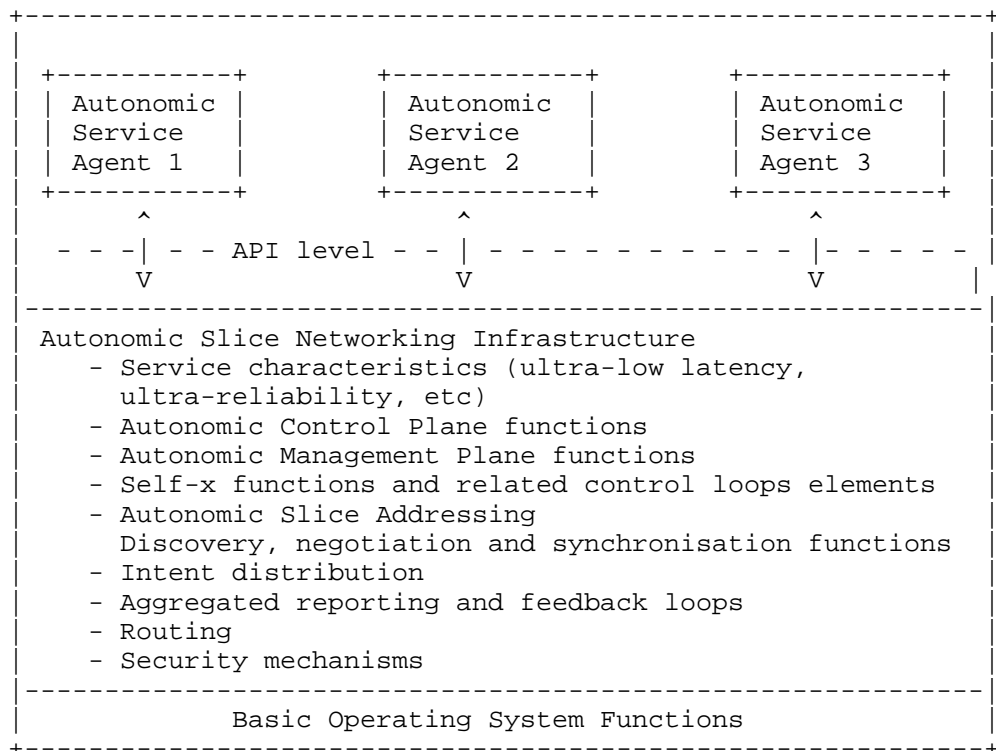 Autonomic Autonomic Autonomic
Service Service Service
Agent 1 Agent 2 Agent 3
^ ^ ^
- - -| - - API level - - | - - - - - - - - - - - |- - - - -
V V V
Autonomic Slice Networking Infrastructure
- Service characteristics (ultra-low latency,
ultra-reliability, etc)
- Autonomic Control Plane functions
- Autonomic Management Plane functions
- Self-x functions and related control loops elements
- Autonomic Slice Addressing
Discovery, negotiation and synchronisation functions
- Intent distribution
- Aggregated reporting and feedback loops
- Routing
- Security mechanisms
Basic Operating System Functions